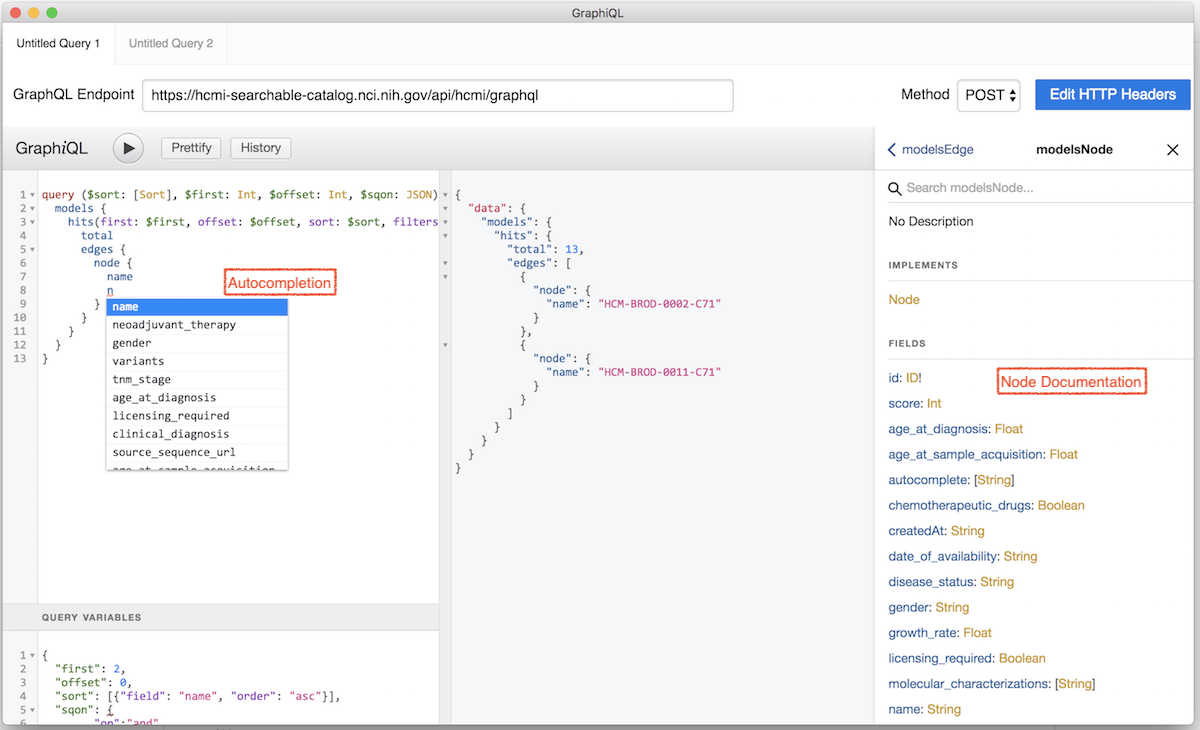 GraphiQL
Untitled Query 1
Untitled Query 2
GraphQL Endpoint
https://hcmi-searchable-catalog.nci.nih.gov/api/hcmi/graphql
Method
POST
Edit HTTP Headers
GraphiQL
Prettify
History
1 query ($sort: [Sort], $first: Int, $offset: Int, $sqon: JSON)
2 models {
3 hits(first: $first, offset: $offset, sort: $sort, filters
4 total
5 edges {
6 node {
7 name
8 n
9 }
10 }
11 }
12 }
13 }
Autocompletion
name
neoadjuvant_therapy
gender
variants
tnm_stage
age_at_diagnosis
licensing_required
clinical_diagnosis
source_sequence_url
age_at_sample_acquisition
QUERY VARIABLES
1 {
2 "first": 2,
3 "offset": 0,
4 "sort": [{"field": "name", "order": "asc"}],
5 "sqon": {
6 "op":"and"
{
"data": {
"models": {
"hits": {
"total": 13,
"edges": [
{
"node": {
"name": "HCM-BROD-0002-C71"
}
},
{
"node": {
"name": "HCM-BROD-0011-C71"
}
}
]
}
}
}
}
modelsEdge
modelsNode
Search modelsNode...
No Description
IMPLEMENTS
Node
FIELDS
Node Documentation
id: ID!
score: Int
age_at_diagnosis: Float
age_at_sample_acquisition: Float
autocomplete: [String]
chemotherapeutic_drugs: Boolean
createdAt: String
date_of_availability: String
disease_status: String
gender: String
growth_rate: Float
licensing_required: Boolean
molecular_characterizations: [String]
name: String